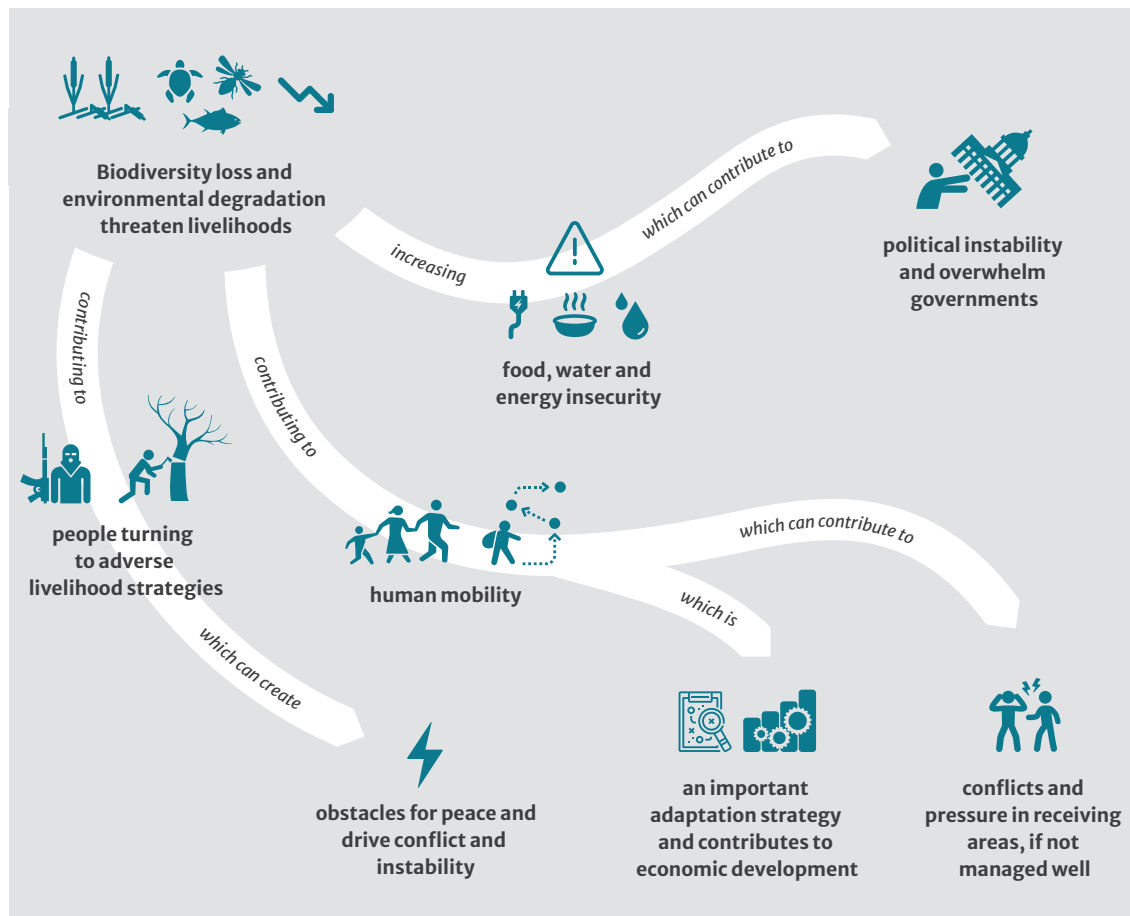 Biodiversity loss and
environmental degradation
threaten livelihoods
increasing
which can contribute to
political instability
and overwhelm
governments
food, water and
energy insecurity
contributing to
contributing to
people turning
to adverse
livelihood strategies
human mobility
which can contribute to
which is
which can create
obstacles for peace and
drive conflict and
instability
an important
adaptation strategy
and contributes to
economic development
conflicts and
pressure in receiving
areas, if not
managed well